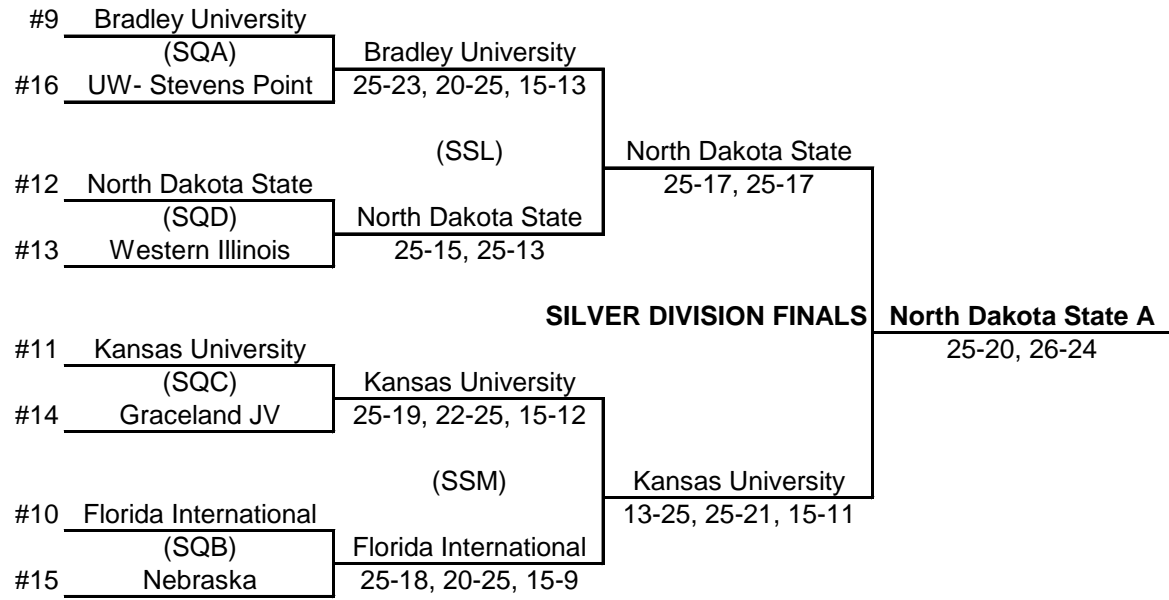 #9 Bradley University
(SQA) Bradley University
#16 UW- Stevens Point 25-23, 20-25, 15-13
(SSL) North Dakota State
#12 North Dakota State 25-17, 25-17
(SQD) North Dakota State
#13 Western Illinois 25-15, 25-13
SILVER DIVISION FINALS North Dakota State A
#11 Kansas University 25-20, 26-24
(SQC) Kansas University
#14 Graceland JV 25-19, 22-25, 15-12
(SSM) Kansas University
#10 Florida International 13-25, 25-21, 15-11
(SQB) Florida International
#15 Nebraska 25-18, 20-25, 15-9